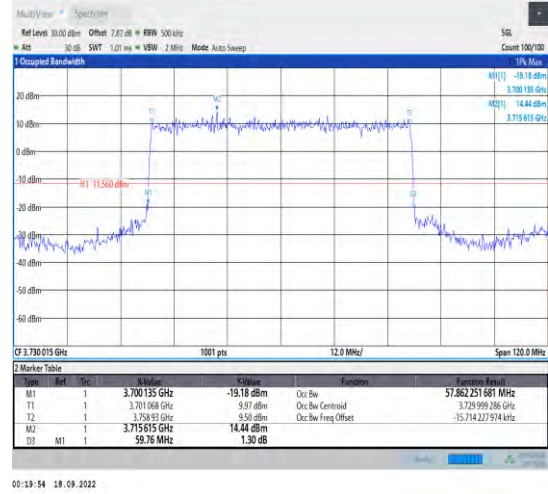 MultiView Spectrum
Ref Level 30.00 dBm Offset 7.87 dB RBW 500 kHz SGL
Att 30 dB SWT 1.01 ms VBW 2 MHz Mode Auto Sweep Count 100/100
1 Occupied Bandwidth 1Pk Max
M1[1] -19.18 dBm
3.700 135 GHz
M2[1] 14.44 dBm
3.715 615 GHz
20 dBm
M2
T1
T2
10 dBm
0 dBm
-10 dBm
H1 -11.560 dBm
M1
D3
-20 dBm
-30 dBm
-40 dBm
-50 dBm
-60 dBm
CF 3.730 015 GHz 1001 pts 12.0 MHz/ Span 120.0 MHz
2 Marker Table
Type Ref Trc X-Value Y-Value Function Function Result
M1 1 3.700 135 GHz -19.18 dBm Occ Bw 57.862 251 681 MHz
T1 1 3.701 068 GHz 9.97 dBm Occ Bw Centroid 3.729 999 286 GHz
T2 1 3.758 93 GHz 9.50 dBm Occ Bw Freq Offset -15.714 227 974 kHz
M2 1 3.715 615 GHz 14.44 dBm
D3 M1 1 59.76 MHz 1.30 dB
00:19:54 18.09.2022